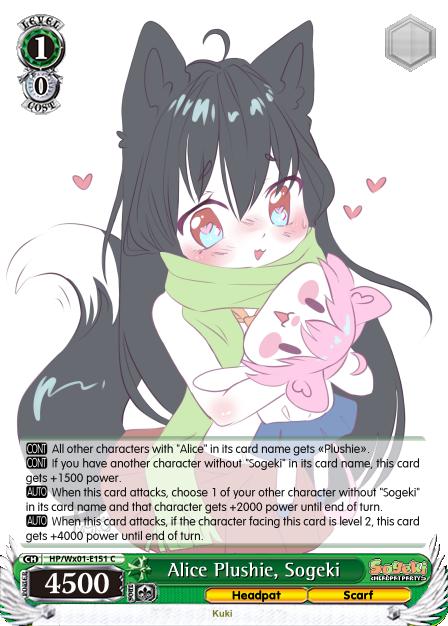 LEVEL
1
0
COST
CONT All other characters with "Alice" in its card name gets «Plushie».
CONT If you have another character without "Sogeki" in its card name, this card
gets +1500 power.
AUTO When this card attacks, choose 1 of your other character without "Sogeki"
in its card name and that character gets +2000 power until end of turn.
AUTO When this card attacks, if the character facing this card is level 2, this card
gets +4000 power until end of turn.
HP/Wx01-E151 C
POWER
4500
SOUL
Alice Plushie, Sogeki
Sogeki
HEADPAT PARTY
Headpat
Scarf
Kuki